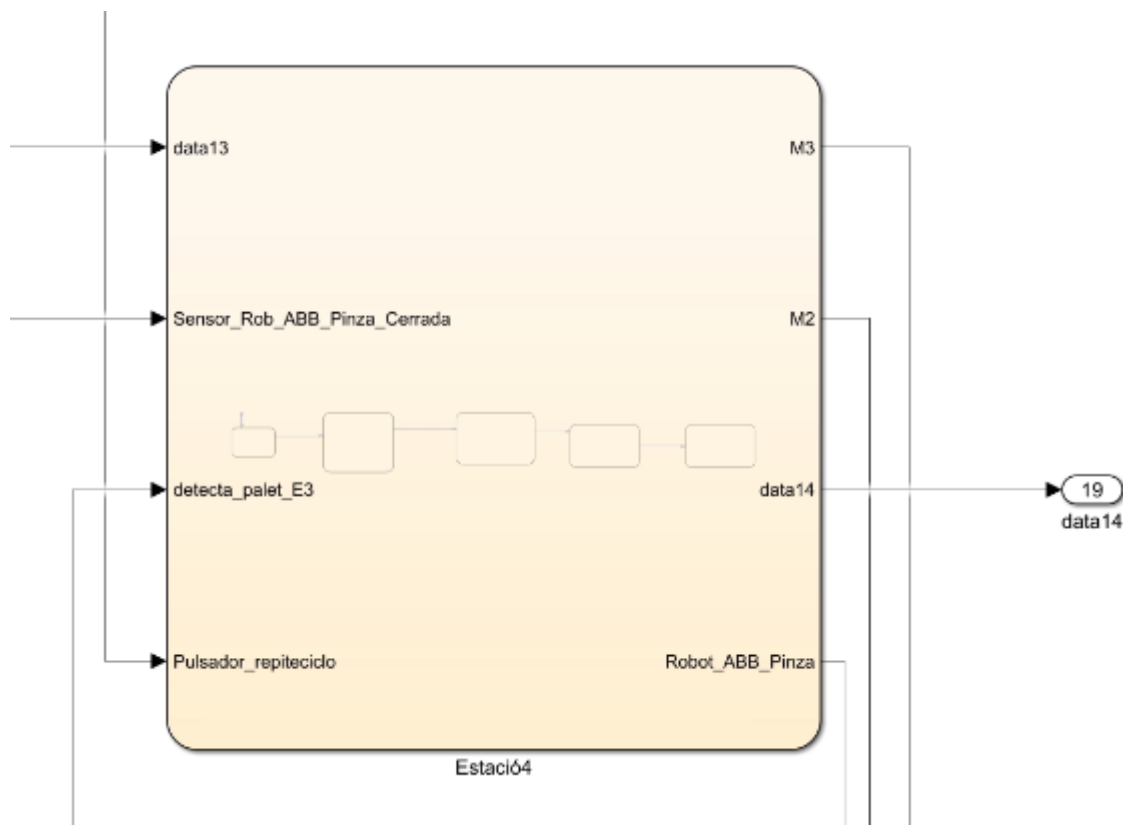 data13
M3
Sensor_Rob_ABB_Pinza_Cerrada
M2
detecta_palet_E3
data14
19
data14
Pulsador_repiteciclo
Robot_ABB_Pinza
Estació4